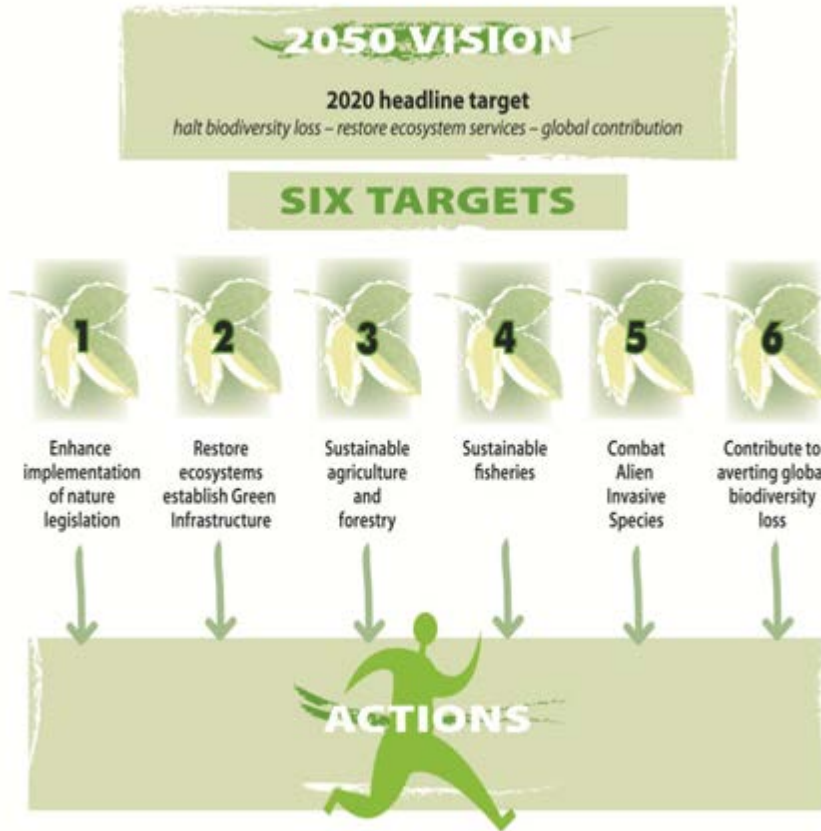 2050 VISION
2020 headline target
halt biodiversity loss – restore ecosystem services – global contribution
SIX TARGETS
1
Enhance
implementation
of nature
legislation
2
Restore
ecosystems
establish Green
Infrastructure
3
Sustainable
agriculture
and
forestry
4
Sustainable
fisheries
5
Combat
Alien
Invasive
Species
6
Contribute to
averting global
biodiversity
loss
ACTIONS